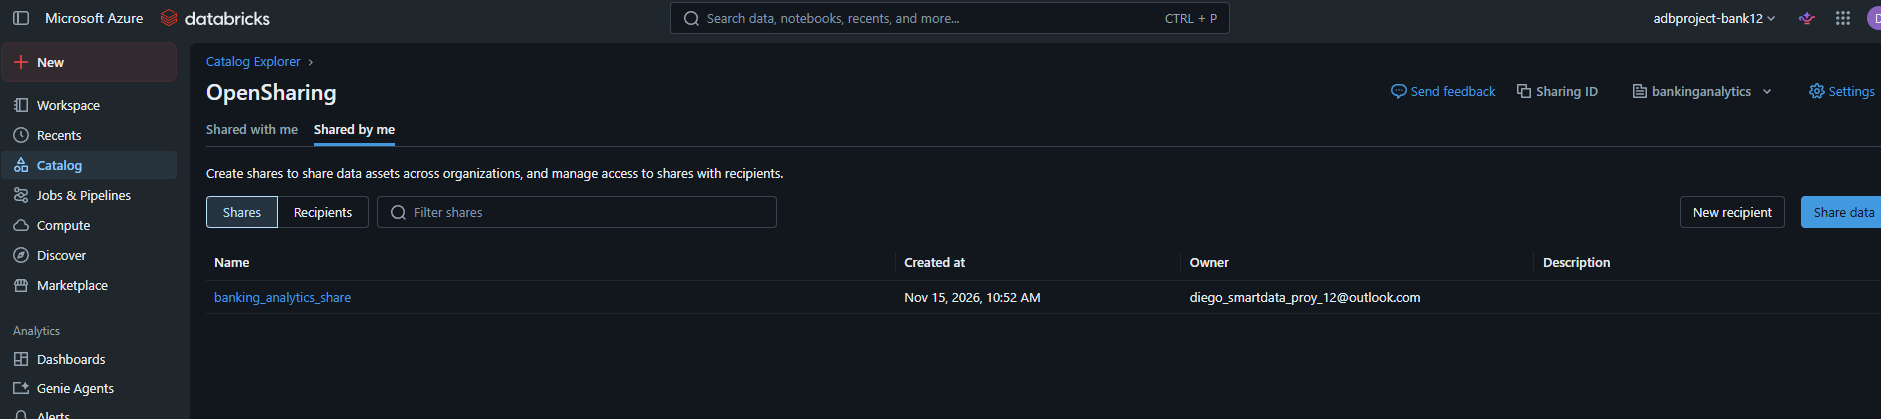 Microsoft Azure databricks
Search data, notebooks, recents, and more... CTRL + P
adbproject-bank12
D
New
Workspace
Recents
Catalog
Jobs & Pipelines
Compute
Discover
Marketplace
Analytics
Dashboards
Genie Agents
Alerts
Catalog Explorer ›
OpenSharing
Send feedback Sharing ID bankinganalytics Settings
Shared with me Shared by me
Create shares to share data assets across organizations, and manage access to shares with recipients.
Shares Recipients Filter shares New recipient Share data
Name Created at Owner Description
banking_analytics_share Nov 15, 2026, 10:52 AM diego_smartdata_proy_12@outlook.com